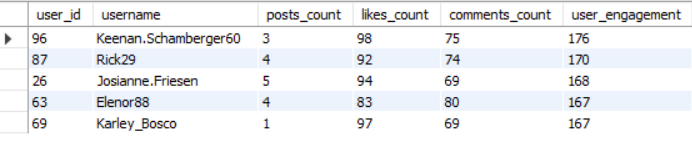 user_id username posts_count likes_count comments_count user_engagement
96 Keenan.Schamberger60 3 98 75 176
87 Rick29 4 92 74 170
26 Josianne.Friesen 5 94 69 168
63 Elenor88 4 83 80 167
69 Karley_Bosco 1 97 69 167